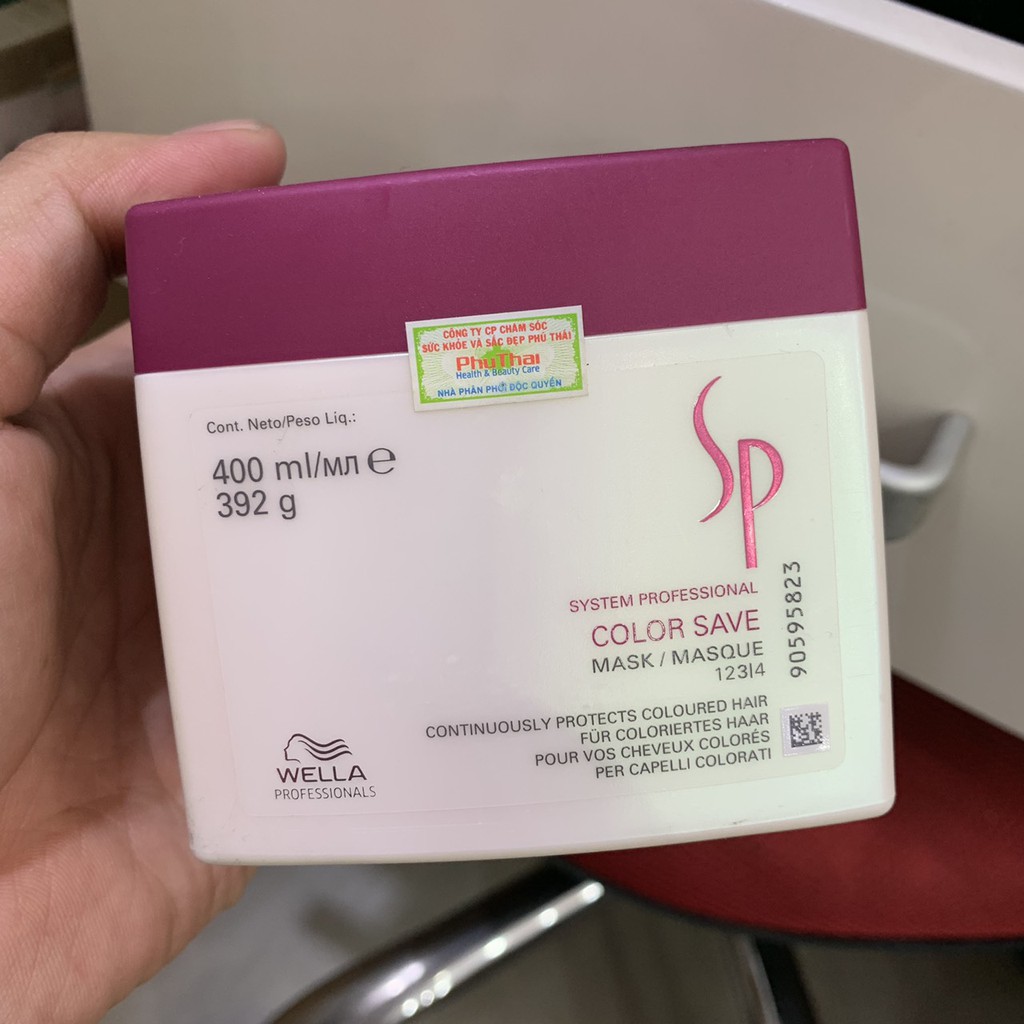 CÔNG TY CP CHĂM SÓC
SỨC KHỎE VÀ SẮC ĐẸP PHÚ THÁI
PhuThai
Health & Beauty Care
NHÀ PHÂN PHỐI ĐỘC QUYỀN
Cont. Neto/Peso Liq.:
400 ml/мл e
392 g
SP
SYSTEM PROFESSIONAL
COLOR SAVE
MASK / MASQUE
123I4
90595823
CONTINUOUSLY PROTECTS COLOURED HAIR
FÜR COLORIERTES HAAR
POUR VOS CHEVEUX COLORÉS
PER CAPELLI COLORATI
WELLA
PROFESSIONALS